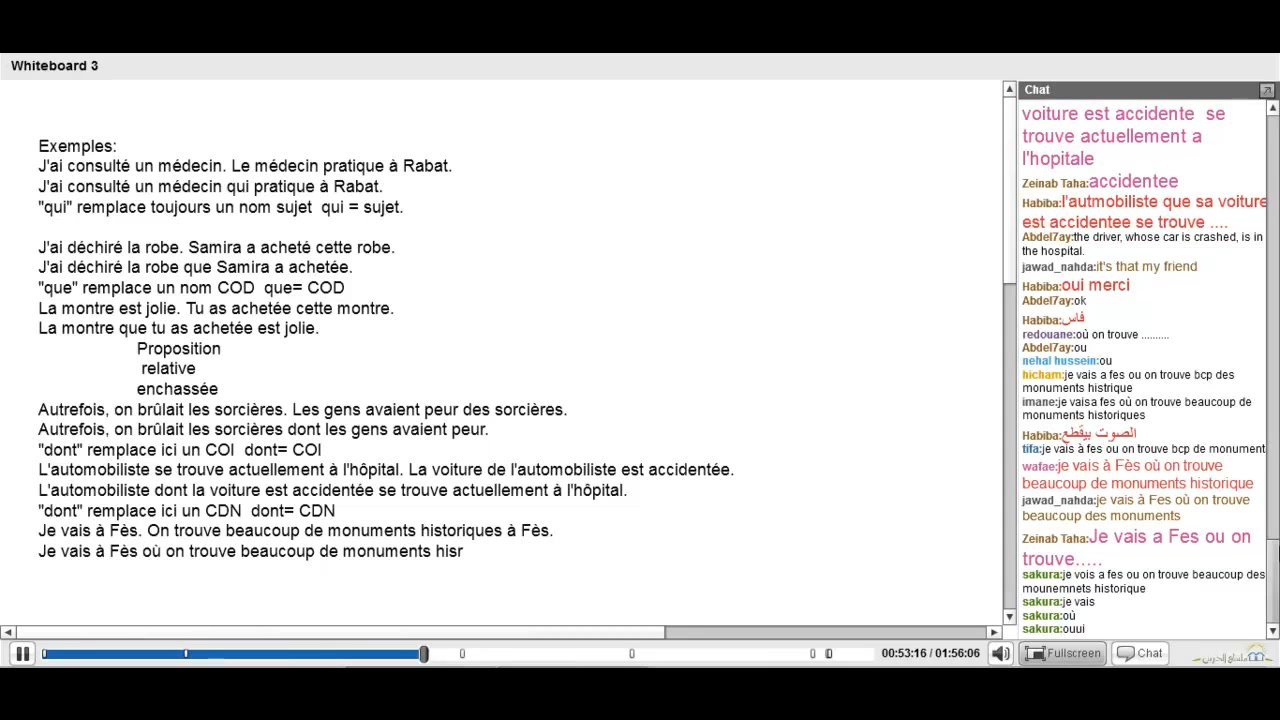 Whiteboard 3
Exemples:
J'ai consulté un médecin. Le médecin pratique à Rabat.
J'ai consulté un médecin qui pratique à Rabat.
"qui" remplace toujours un nom sujet  qui = sujet.
J'ai déchiré la robe. Samira a acheté cette robe.
J'ai déchiré la robe que Samira a achetée.
"que" remplace un nom COD  que= COD
La montre est jolie. Tu as achetée cette montre.
La montre que tu as achetée est jolie.
Proposition
relative
enchassée
Autrefois, on brûlait les sorcières. Les gens avaient peur des sorcières.
Autrefois, on brûlait les sorcières dont les gens avaient peur.
"dont" remplace ici un COI  dont= COI
L'automobiliste se trouve actuellement à l'hôpital. La voiture de l'automobiliste est accidentée.
L'automobiliste dont la voiture est accidentée se trouve actuellement à l'hôpital.
"dont" remplace ici un CDN  dont= CDN
Je vais à Fès. On trouve beaucoup de monuments historiques à Fès.
Je vais à Fès où on trouve beaucoup de monuments hisr
Chat
voiture est accidente  se
trouve actuellement a
l'hopitale
Zeinab Taha:accidentee
Habiba:l'autmobiliste que sa voiture
est accidentee se trouve ....
Abdel7ay:the driver, whose car is crashed, is in
the hospital.
jawad_nahda:it's that my friend
Habiba:oui merci
Abdel7ay:ok
Habiba:فاس
redouane:où on trouve ..........
Abdel7ay:ou
nehal hussein:ou
hicham:je vais a fes ou on trouve bcp des
monuments histrique
imane:je vaisa fes où on trouve beaucoup de
monuments historiques
Habiba:الصوت بيقطع
tifa:je vais à fes ou on trouve bcp de monument
wafae:je vais à Fès où on trouve
beaucoup de monuments historique
jawad_nahda:je vais à Fes où on trouve
beaucoup des monuments
Zeinab Taha:Je vais a Fes ou on
trouve.....
sakura:je vois a fes ou on trouve beaucoup des
mounemnets historique
sakura:je vais
sakura:où
sakura:ouui
00:53:16 / 01:56:06
Fullscreen
Chat